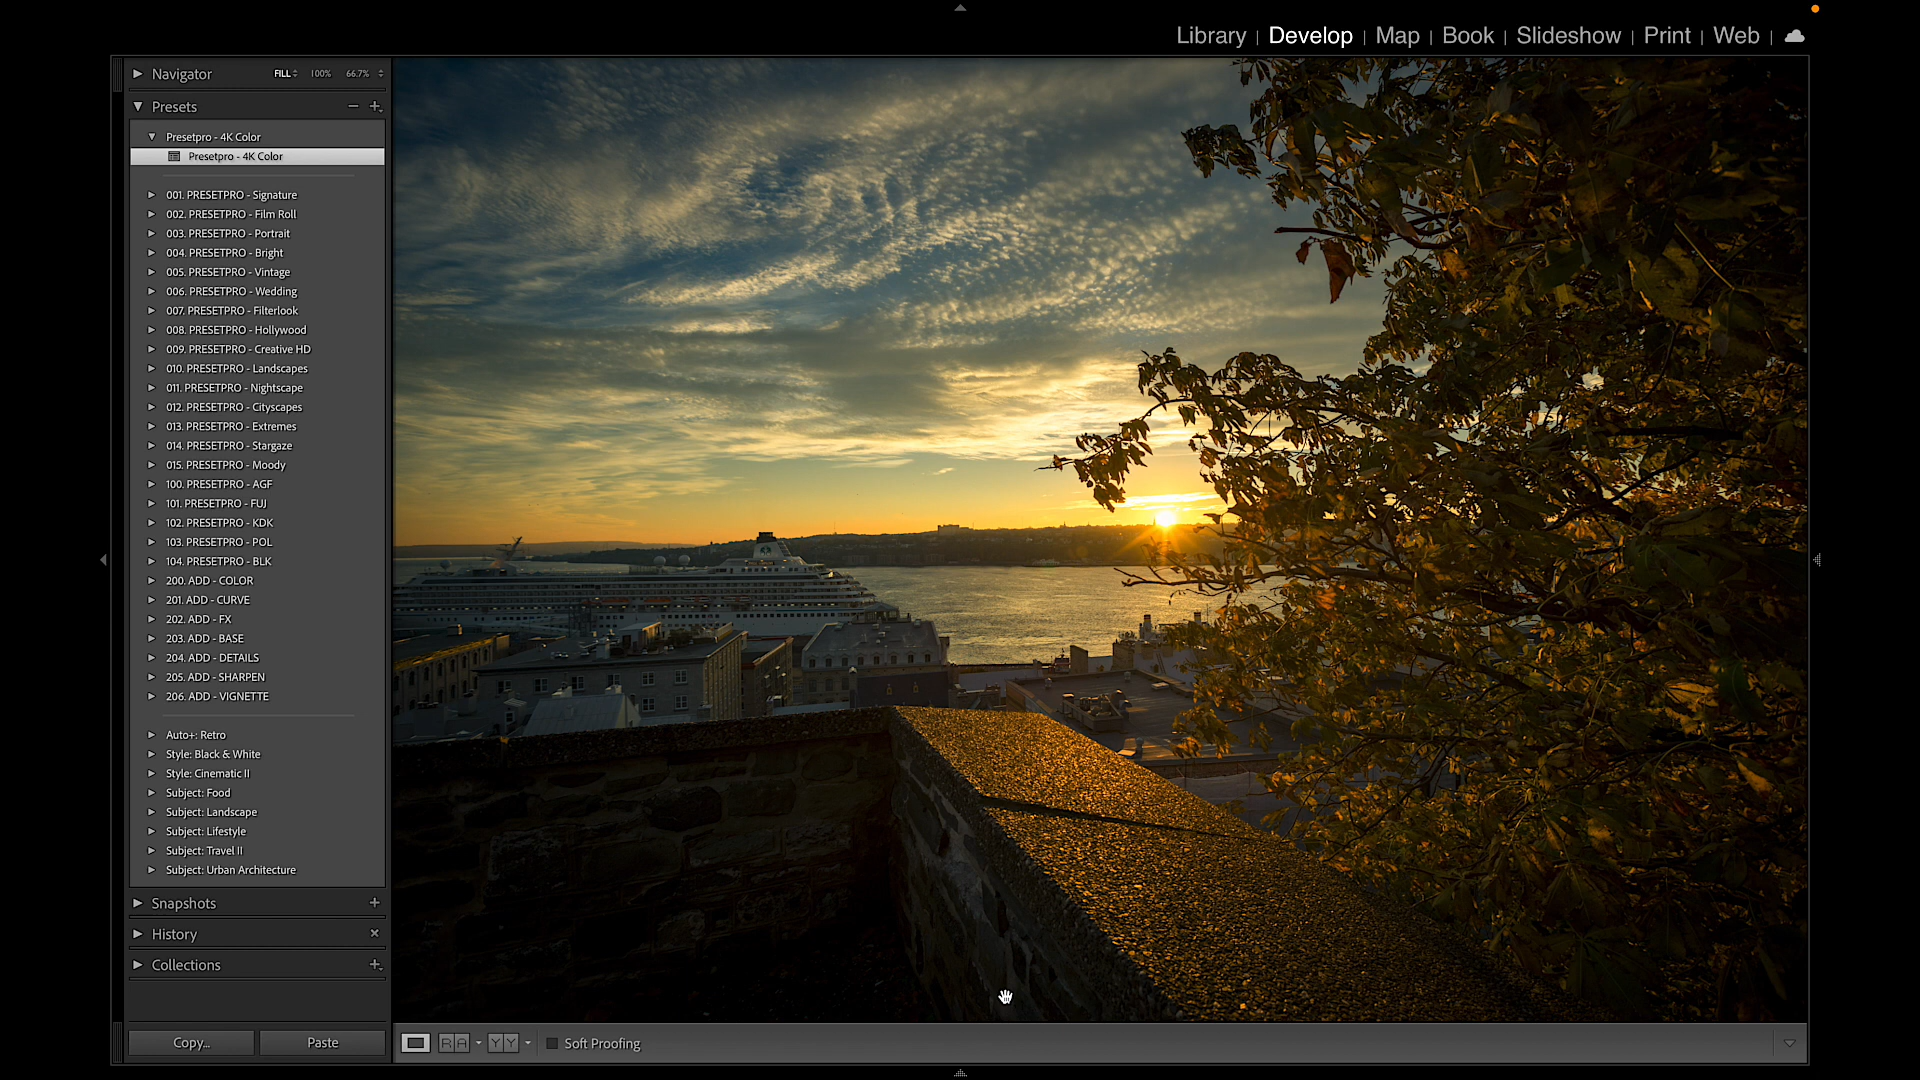 Library | Develop | Map | Book | Slideshow | Print | Web |
Navigator FILL 100% 66.7%
Presets
Presetpro - 4K Color
Presetpro - 4K Color
001. PRESETPRO - Signature
002. PRESETPRO - Film Roll
003. PRESETPRO - Portrait
004. PRESETPRO - Bright
005. PRESETPRO - Vintage
006. PRESETPRO - Wedding
007. PRESETPRO - Filterlook
008. PRESETPRO - Hollywood
009. PRESETPRO - Creative HD
010. PRESETPRO - Landscapes
011. PRESETPRO - Nightscape
012. PRESETPRO - Cityscapes
013. PRESETPRO - Extremes
014. PRESETPRO - Stargaze
015. PRESETPRO - Moody
100. PRESETPRO - AGF
101. PRESETPRO - FUJ
102. PRESETPRO - KDK
103. PRESETPRO - POL
104. PRESETPRO - BLK
200. ADD - COLOR
201. ADD - CURVE
202. ADD - FX
203. ADD - BASE
204. ADD - DETAILS
205. ADD - SHARPEN
206. ADD - VIGNETTE
Auto+: Retro
Style: Black & White
Style: Cinematic II
Subject: Food
Subject: Landscape
Subject: Lifestyle
Subject: Travel II
Subject: Urban Architecture
Snapshots
History
Collections
Copy... Paste
R A Y Y Soft Proofing